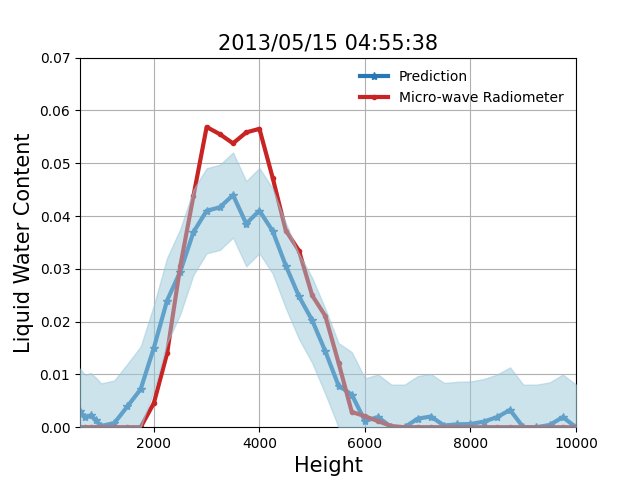 2013/05/15 04:55:38
0.07
0.06
0.05
0.04
0.03
0.02
0.01
0.00
Liquid Water Content
Prediction
Micro-wave Radiometer
2000 4000 6000 8000 10000
Height